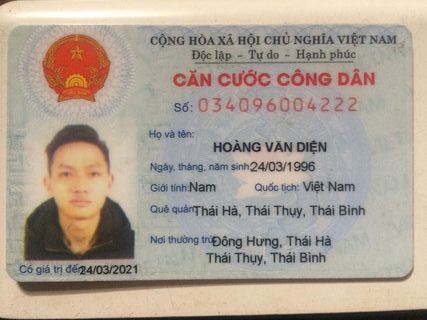 CỘNG HÒA XÃ HỘI CHỦ NGHĨA VIỆT NAM
Độc lập - Tự do - Hạnh phúc
CĂN CƯỚC CÔNG DÂN
Số: 034096004222
Họ và tên:
HOÀNG VĂN DIỆN
Ngày, tháng, năm sinh 24/03/1996
Giới tính: Nam Quốc tịch: Việt Nam
Quê quán Thái Hà, Thái Thụy, Thái Bình
Nơi thường trú: Đông Hưng, Thái Hà
Thái Thụy, Thái Bình
Có giá trị đến 24/03/2021